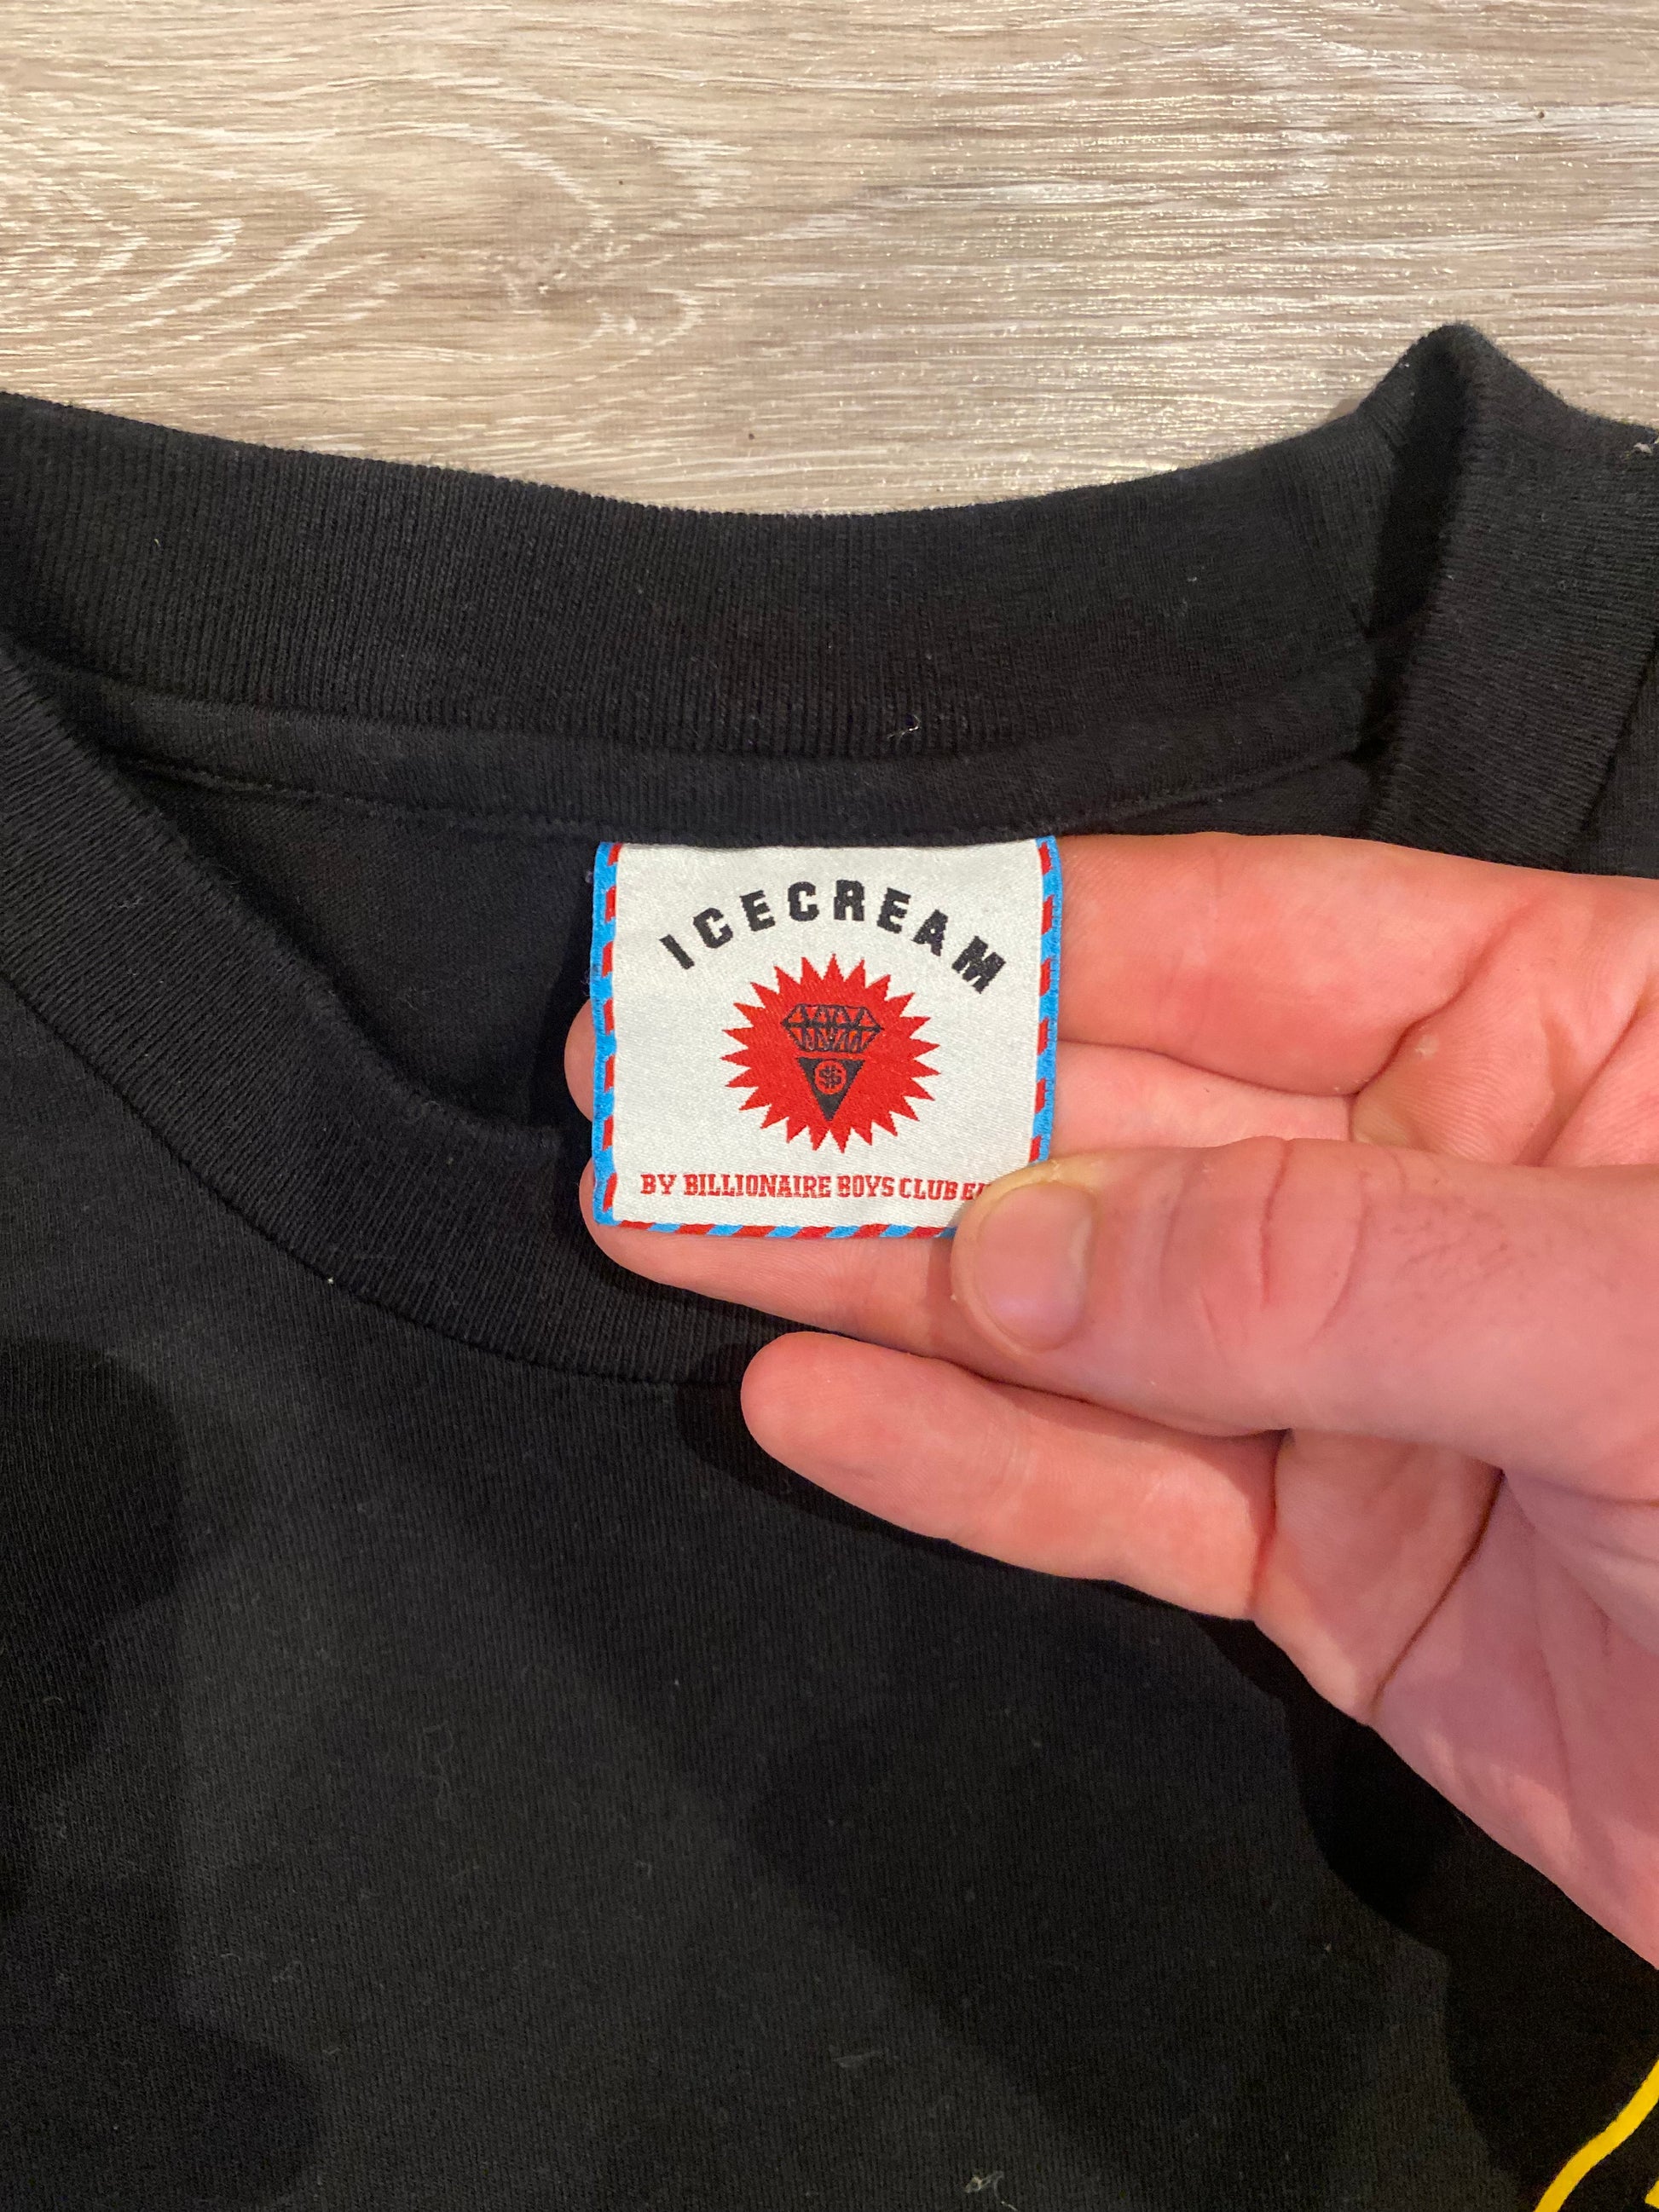 ICECREAM
$
BY BILLIONAIRE BOYS CLUB